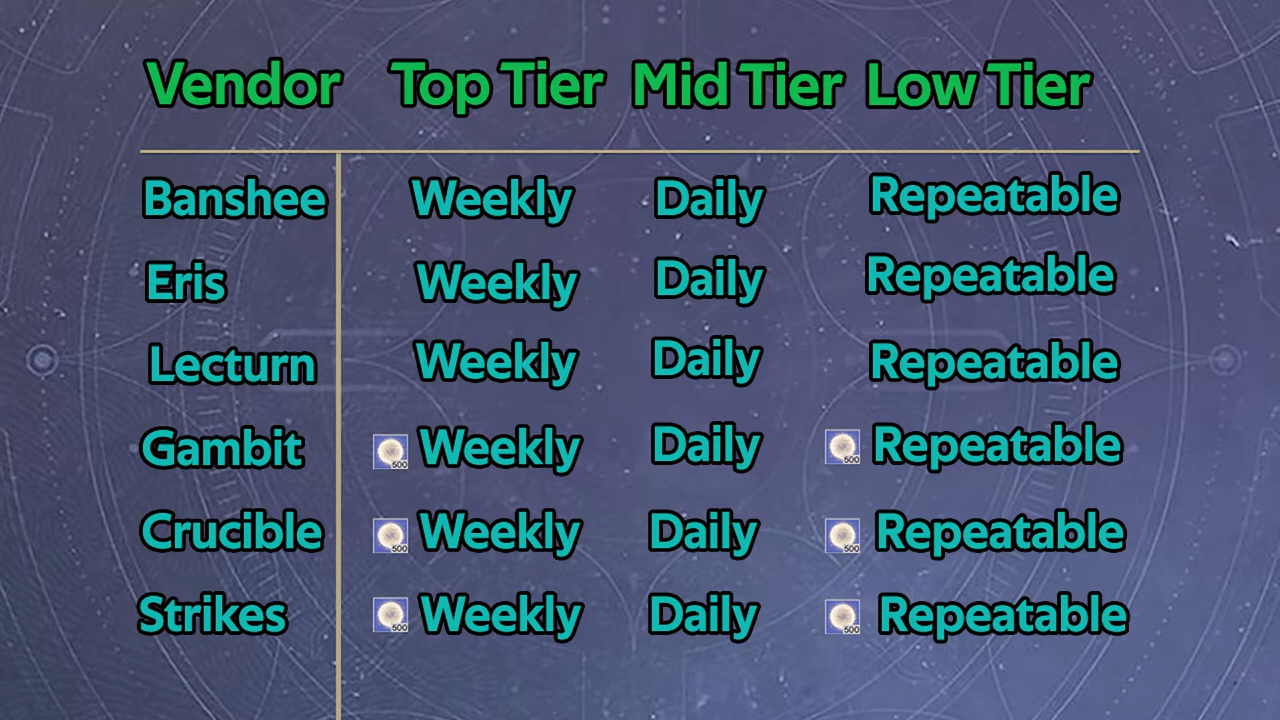 Vendor Top Tier Mid Tier Low Tier
Banshee Weekly Daily Repeatable
Eris Weekly Daily Repeatable
Lecturn Weekly Daily Repeatable
Gambit 500 Weekly Daily 500 Repeatable
Crucible 500 Weekly Daily 500 Repeatable
Strikes 500 Weekly Daily 500 Repeatable